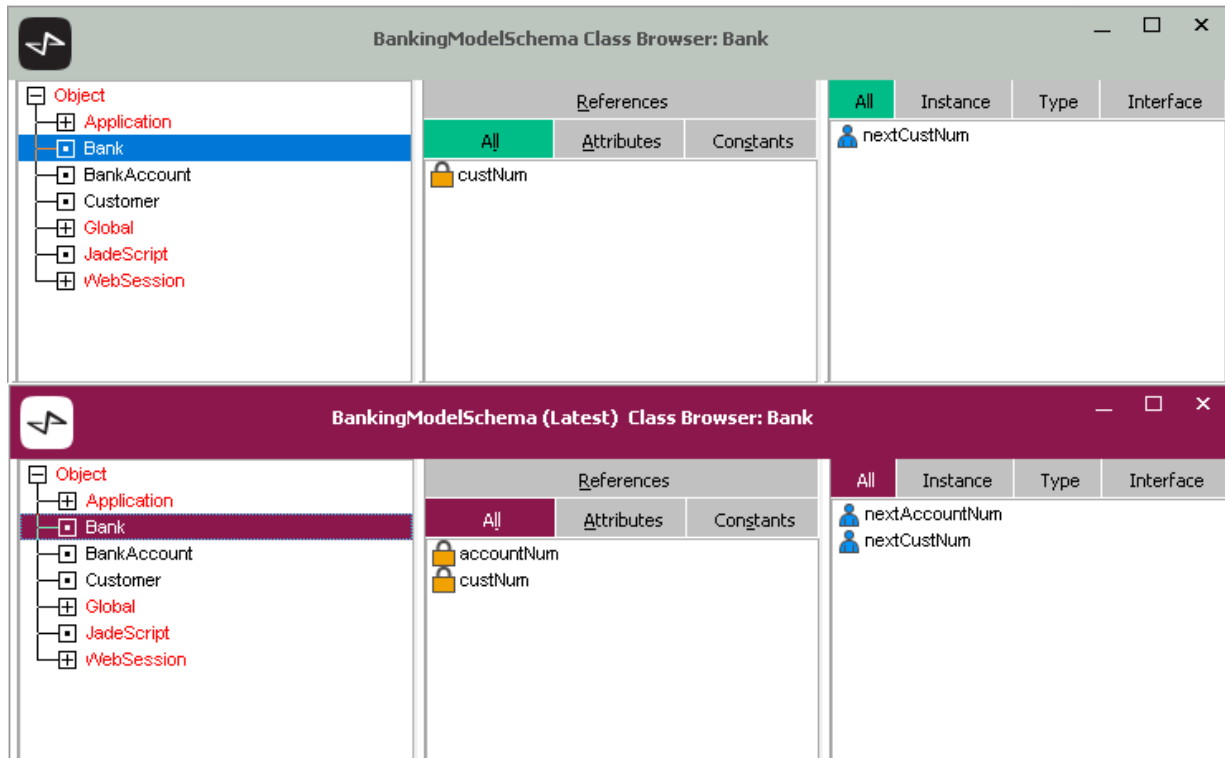 BankingModelSchema Class Browser: Bank
Object
Application
Bank
BankAccount
Customer
Global
JadeScript
WebSession
References
All Attributes Constants
custNum
All Instance Type Interface
nextCustNum
BankingModelSchema (Latest) Class Browser: Bank
Object
Application
Bank
BankAccount
Customer
Global
JadeScript
WebSession
References
All Attributes Constants
accountNum
custNum
All Instance Type Interface
nextAccountNum
nextCustNum